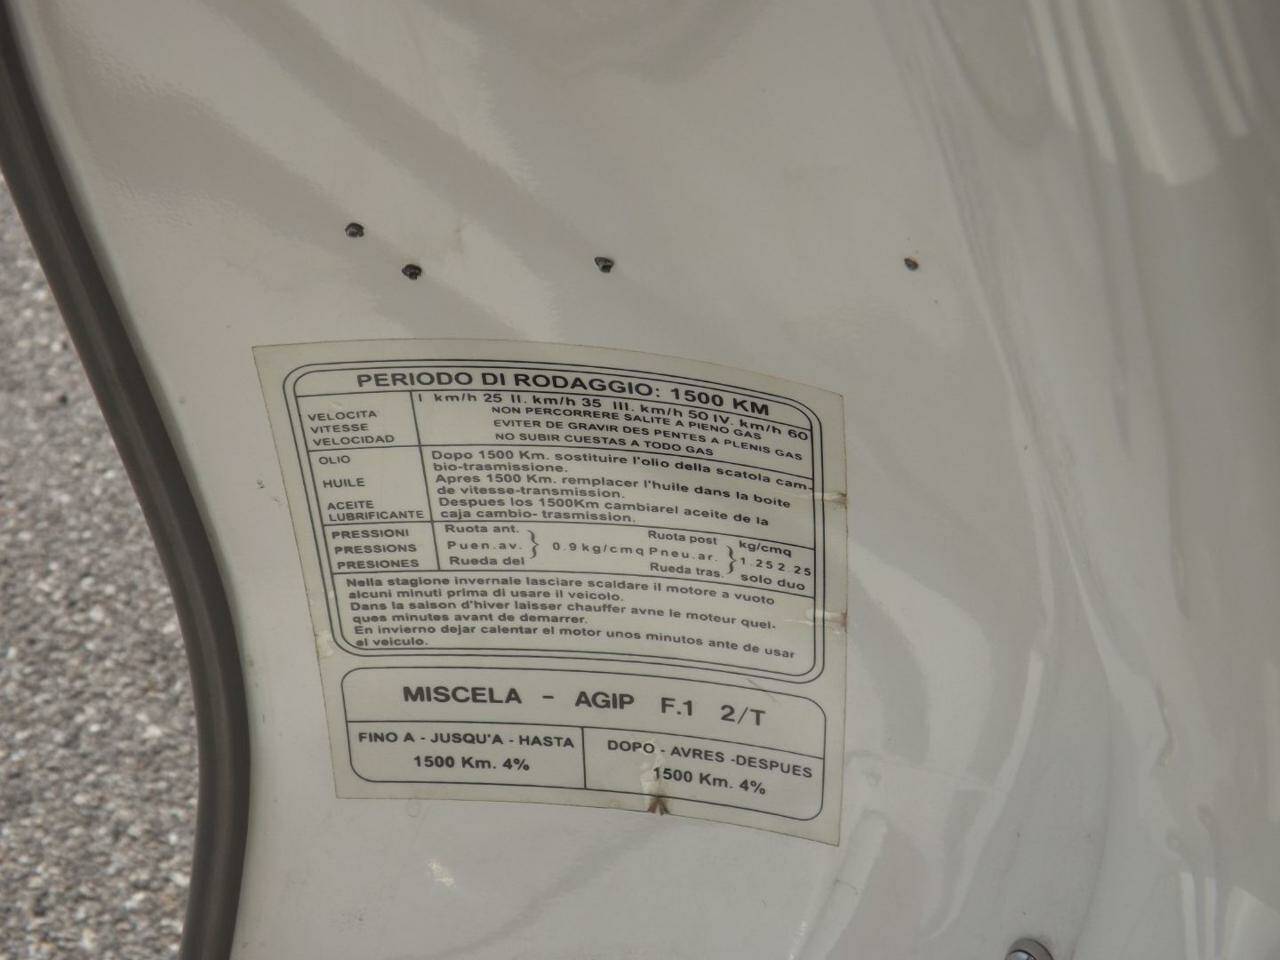 PERIODO DI RODAGGIO: 1500 KM
VELOCITA
VITESSE
VELOCIDAD
I km/h 25 II. km/h 35 III. km/h 50 IV. km/h 60
NON PERCORRERE SALITE A PIENO GAS
EVITER DE GRAVIR DES PENTES A PLENIS GAS
NO SUBIR CUESTAS A TODO GAS
OLIO
Dopo 1500 Km. sostituire l'olio della scatola cam-
bio-trasmissione.
HUILE
Apres 1500 Km. remplacer l'huile dans la boite
de vitesse-transmission.
ACEITE
LUBRIFICANTE
Despues los 1500Km cambiarel aceite de la
caja cambio- trasmission.
PRESSIONI
PRESSIONS
PRESIONES
Ruota ant.
Puen.av.
Rueda del
0.9 kg/cmq
Ruota post
Pneu.ar.
Rueda tras.
kg/cmq
1.25 2.25
solo duo
Nella stagione invernale lasciare scaldare il motore a vuoto
alcuni minuti prima di usare il veicolo.
Dans la saison d'hiver laisser chauffer avne le moteur quel-
ques minutes avant de demarrer.
En invierno dejar calentar el motor unos minutos ante de usar
el veiculo.
MISCELA - AGIP F.1 2/T
FINO A - JUSQU'A - HASTA
1500 Km. 4%
DOPO - AVRES -DESPUES
1500 Km. 4%